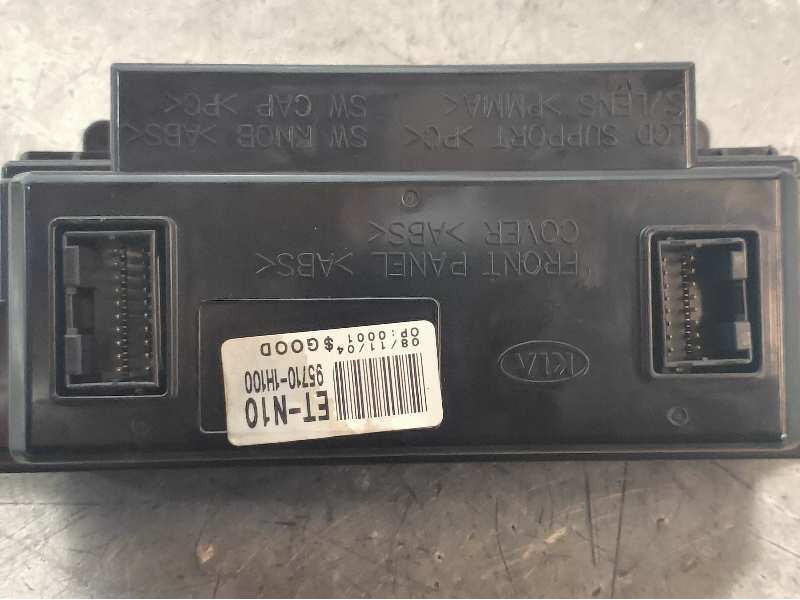 FRONT PANEL >ABS<
COVER >ABS<
LCD SUPPORT >PC<
S/LENS >PMMA<
SW KNOB >ABS<
SW CAP >PC<
KIA
ET-N10
95710-1H100
08/11/04 $GOOD
OP:0001